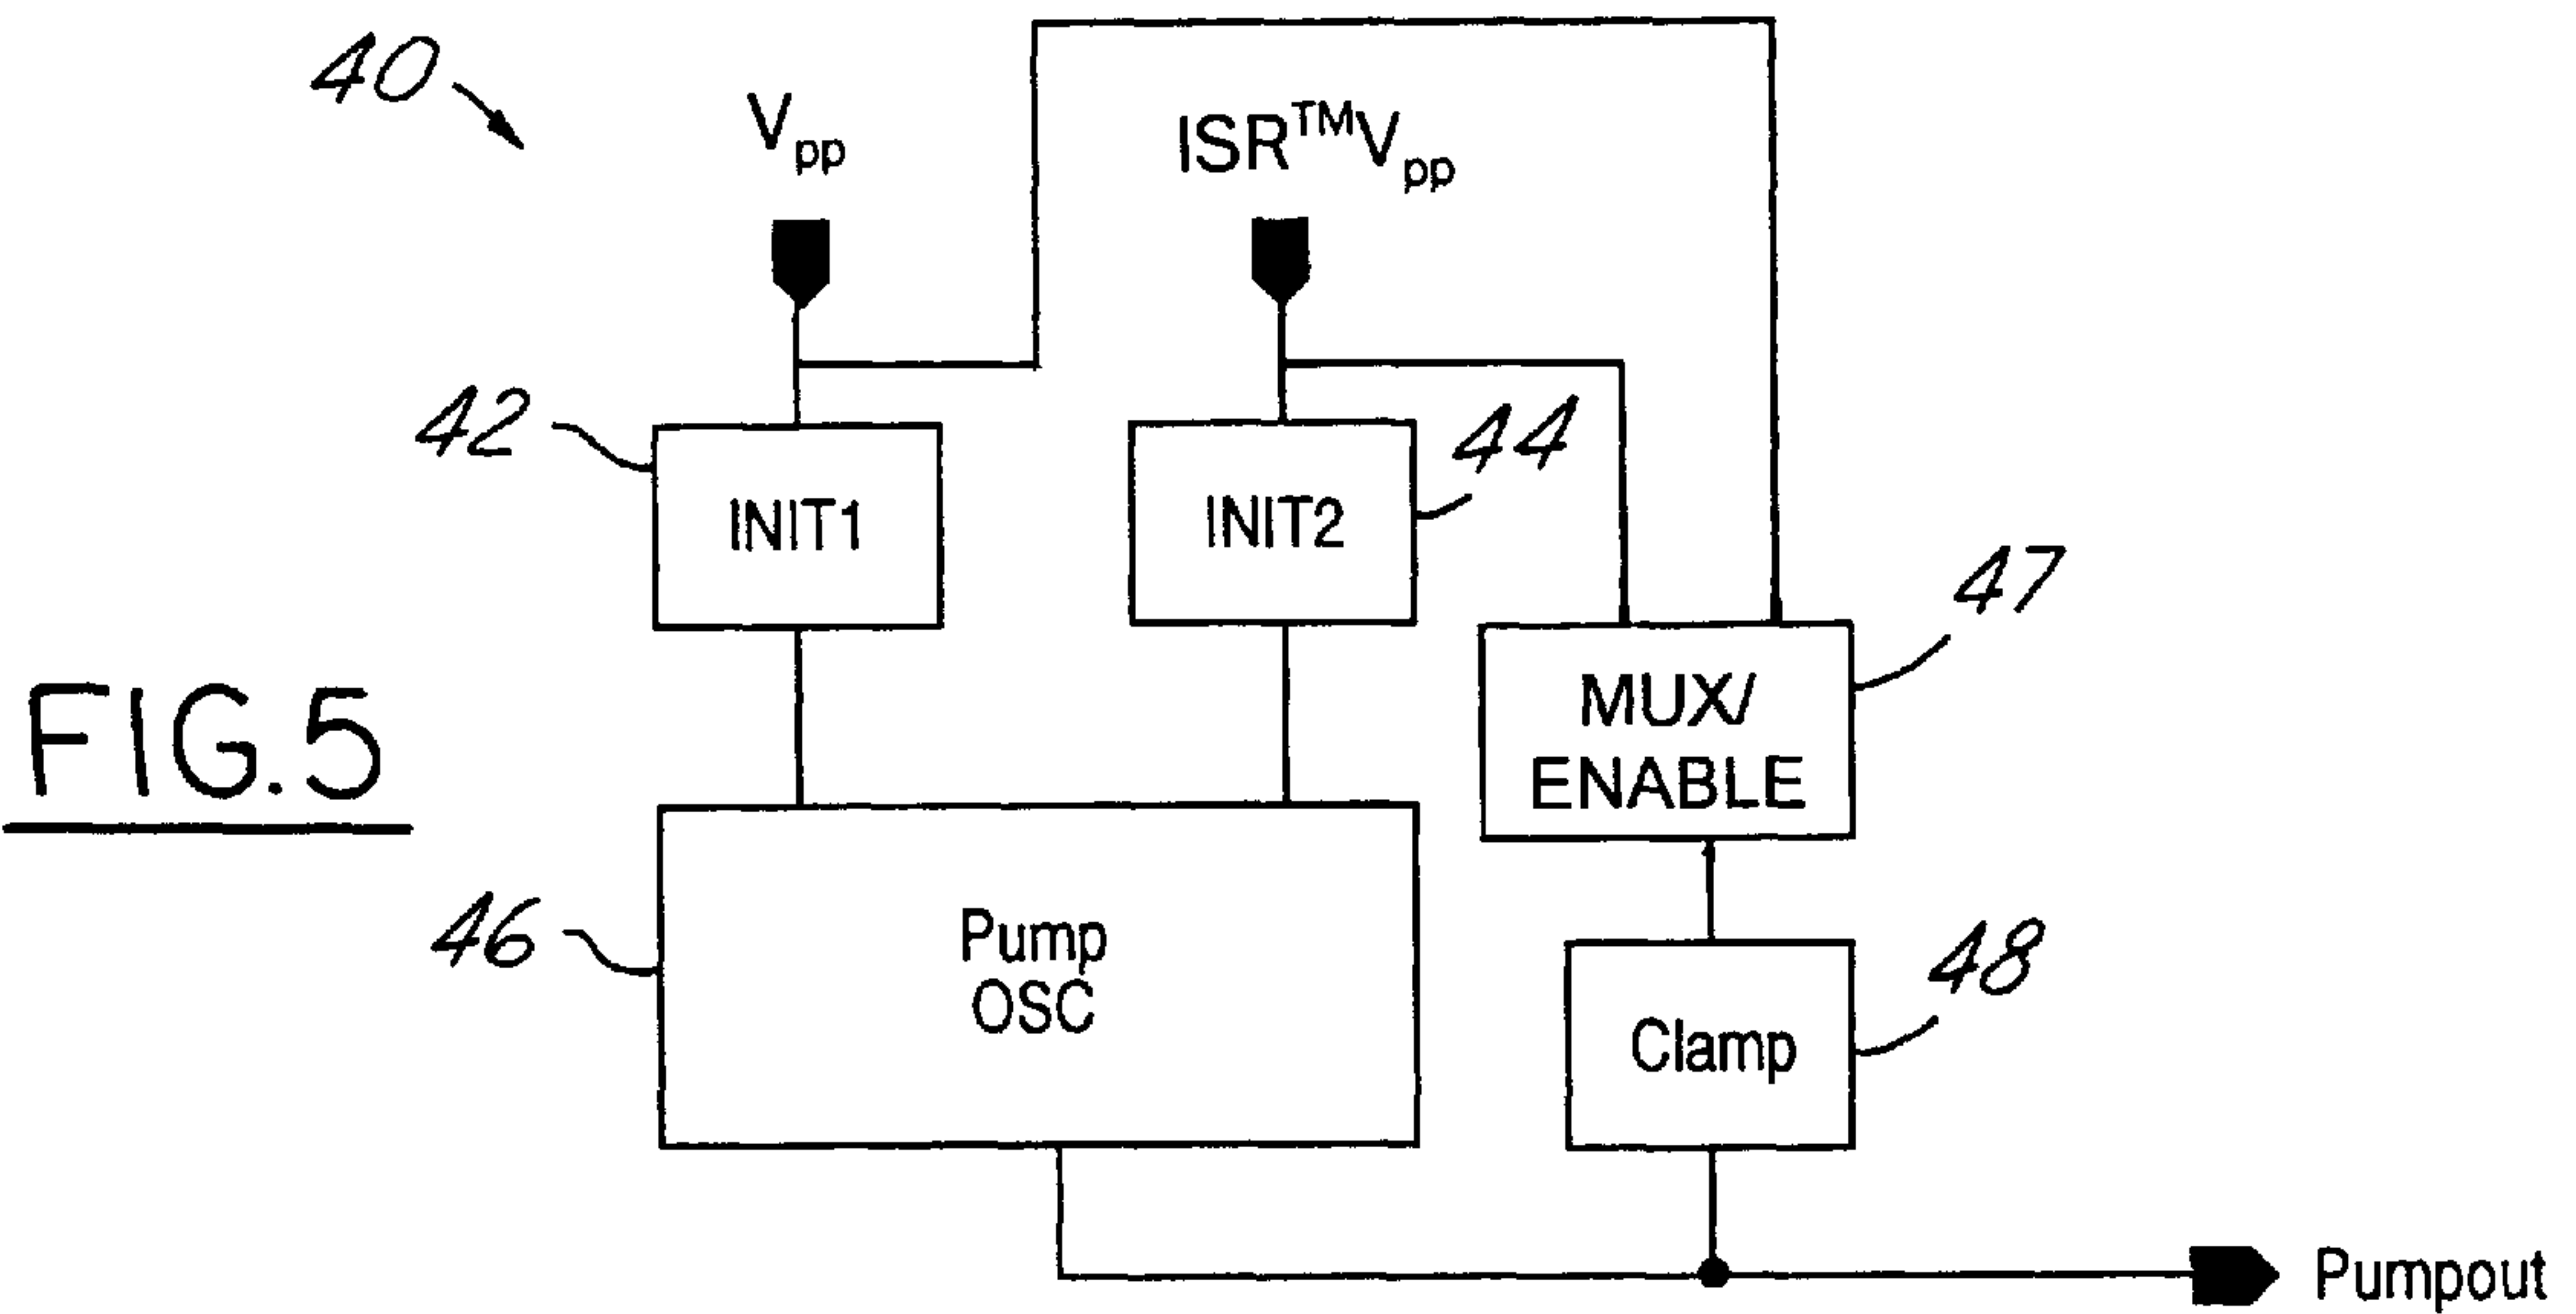 40
Vpp
ISR™Vpp
42
INIT1
INIT2
44
47
MUX/
ENABLE
FIG.5
46
Pump
OSC
48
Clamp
Pumpout